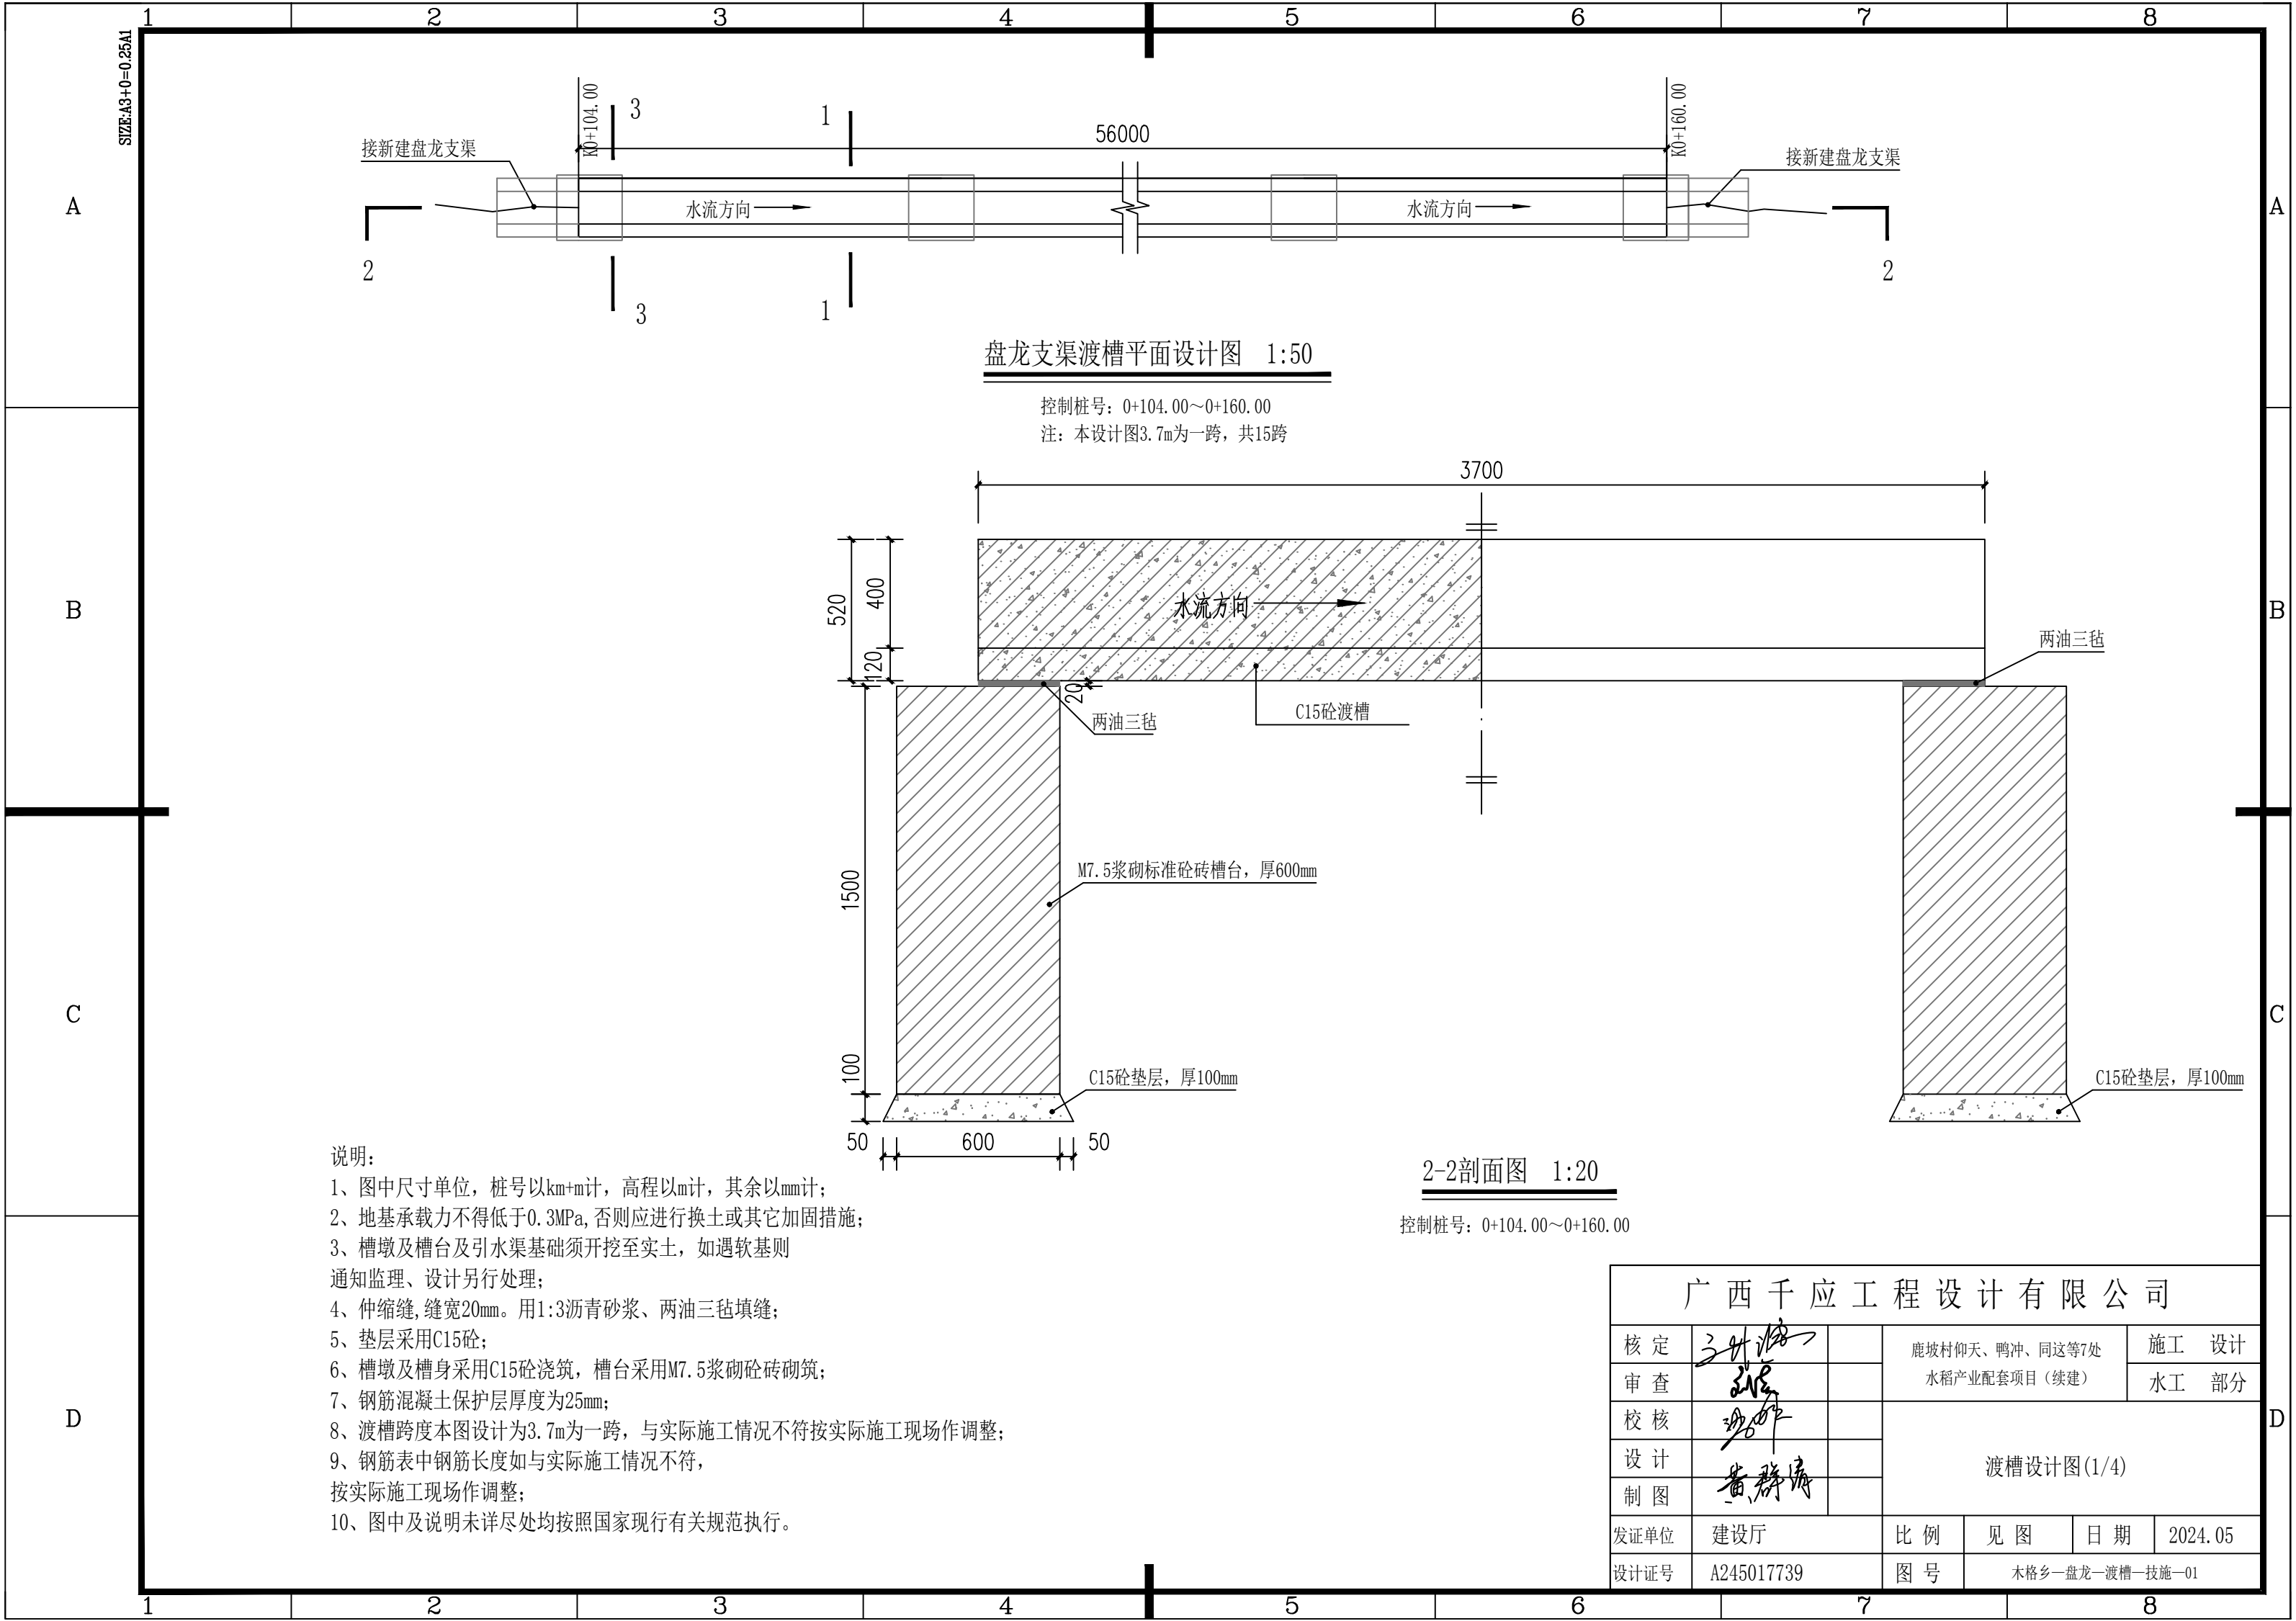 1 2 3 4 5 6 7 8
SIZE:A3+0=0.25A1
A
B
C
D
A
B
C
D
K0+104.00
3
1
56000
K0+160.00
接新建盘龙支渠
接新建盘龙支渠
水流方向
水流方向
2
2
3
1
盘龙支渠渡槽平面设计图 1:50
控制桩号：0+104.00～0+160.00
注：本设计图3.7m为一跨，共15跨
3700
520
400
120
水流方向
20
两油三毡
两油三毡
C15砼渡槽
1500
M7.5浆砌标准砼砖槽台，厚600mm
100
C15砼垫层，厚100mm
C15砼垫层，厚100mm
50 600 50
2-2剖面图 1:20
控制桩号：0+104.00～0+160.00
说明：
1、图中尺寸单位，桩号以km+m计，高程以m计，其余以mm计；
2、地基承载力不得低于0.3MPa,否则应进行换土或其它加固措施；
3、槽墩及槽台及引水渠基础须开挖至实土，如遇软基则
通知监理、设计另行处理；
4、伸缩缝,缝宽20mm。用1:3沥青砂浆、两油三毡填缝；
5、垫层采用C15砼；
6、槽墩及槽身采用C15砼浇筑，槽台采用M7.5浆砌砼砖砌筑；
7、钢筋混凝土保护层厚度为25mm；
8、渡槽跨度本图设计为3.7m为一跨，与实际施工情况不符按实际施工现场作调整；
9、钢筋表中钢筋长度如与实际施工情况不符，
按实际施工现场作调整；
10、图中及说明未详尽处均按照国家现行有关规范执行。
广西千应工程设计有限公司
核 定
审 查
校 核
设 计
制 图
黄群涛
鹿坡村仰天、鸭冲、同这等7处
水稻产业配套项目（续建）
施工 设计
水工 部分
渡槽设计图(1/4)
发证单位 建设厅 比 例 见 图 日 期 2024.05
设计证号 A245017739 图 号 木格乡—盘龙—渡槽—技施—01
1 2 3 4 5 6 7 8